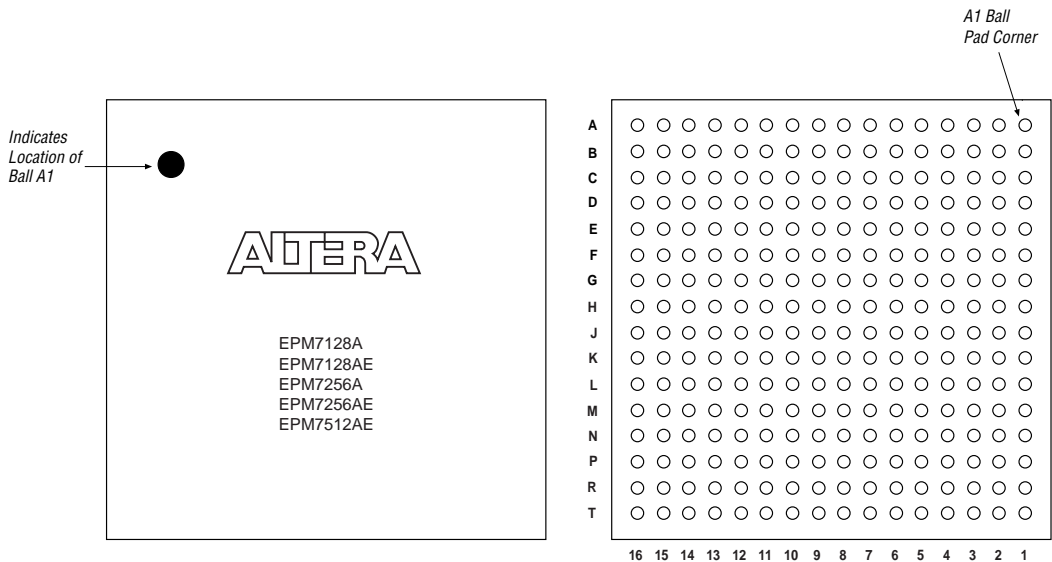 A1 Ball
Pad Corner
Indicates
Location of
Ball A1
ALTERA
EPM7128A
EPM7128AE
EPM7256A
EPM7256AE
EPM7512AE
A
B
C
D
E
F
G
H
J
K
L
M
N
P
R
T
16 15 14 13 12 11 10 9 8 7 6 5 4 3 2 1